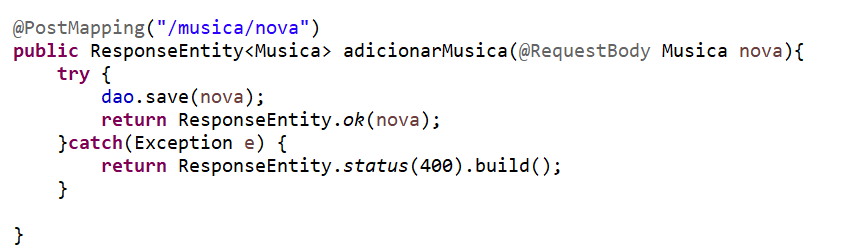 @PostMapping("/musica/nova")
public ResponseEntity<Musica> adicionarMusica(@RequestBody Musica nova){
    try {
        dao.save(nova);
        return ResponseEntity.ok(nova);
    }catch(Exception e) {
        return ResponseEntity.status(400).build();
    }
}